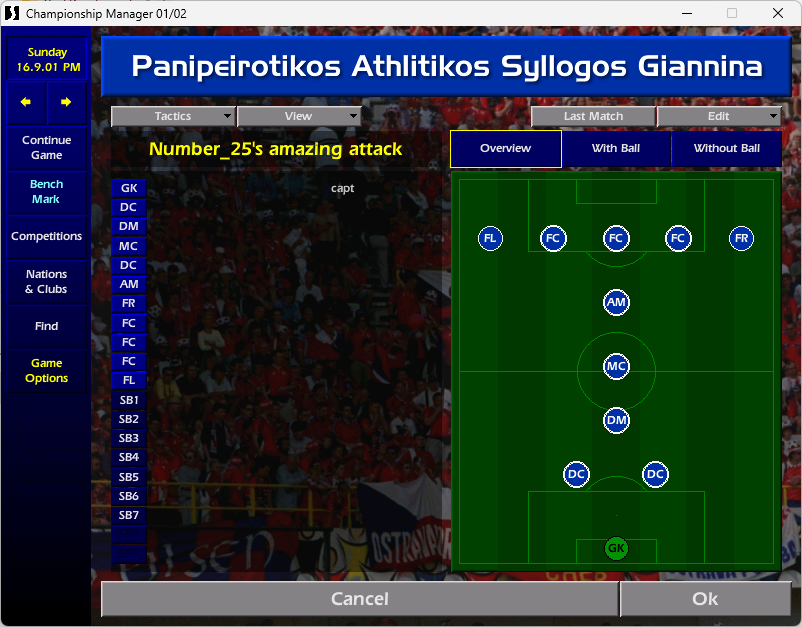 Championship Manager 01/02
Sunday
16.9.01 PM
Panipeirotikos Athlitikos Syllogos Giannina
Continue
Game
Bench
Mark
Competitions
Nations
& Clubs
Find
Game
Options
Tactics
View
Last Match
Edit
Number_25's amazing attack
Overview
With Ball
Without Ball
GK
capt
DC
DM
MC
DC
AM
FR
FC
FC
FC
FL
SB1
SB2
SB3
SB4
SB5
SB6
SB7
FL FC FC FC FR
AM
MC
DM
DC DC
GK
Cancel
Ok